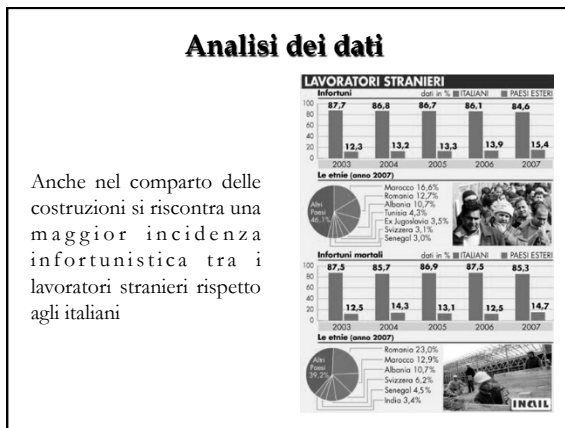 Analisi dei dati
Anche nel comparto delle
costruzioni si riscontra una
maggior incidenza
infortunistica tra i
lavoratori stranieri rispetto
agli italiani
LAVORATORI STRANIERI
Infortuni dati in % ITALIANI PAESI ESTERI
100
80
60
40
20
0
87,7 12,3 86,8 13,2 86,7 13,3 86,1 13,9 84,6 15,4
2003 2004 2005 2006 2007
Le etnie (anno 2007)
Altri
Paesi
46,1%
Marocco 16,6%
Romania 12,7%
Albania 10,7%
Tunisia 4,3%
Ex Jugoslavia 3,5%
Svizzera 3,1%
Senegal 3,0%
Infortuni mortali dati in % ITALIANI PAESI ESTERI
100
80
60
40
20
0
87,5 12,5 85,7 14,3 86,9 13,1 87,5 12,5 85,3 14,7
2003 2004 2005 2006 2007
Le etnie (anno 2007)
Altri
Paesi
39,2%
Romania 23,0%
Marocco 12,9%
Albania 10,7%
Svizzera 6,2%
Senegal 4,5%
India 3,4%
INAIL